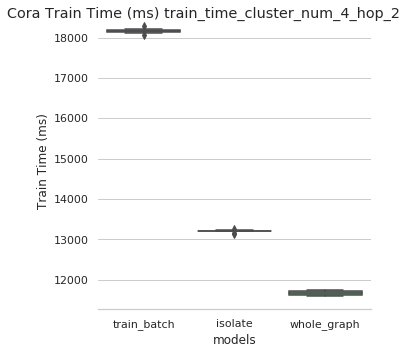 Cora Train Time (ms) train_time_cluster_num_4_hop_2
18000
17000
16000
15000
14000
13000
12000
Train Time (ms)
train_batch isolate whole_graph
models